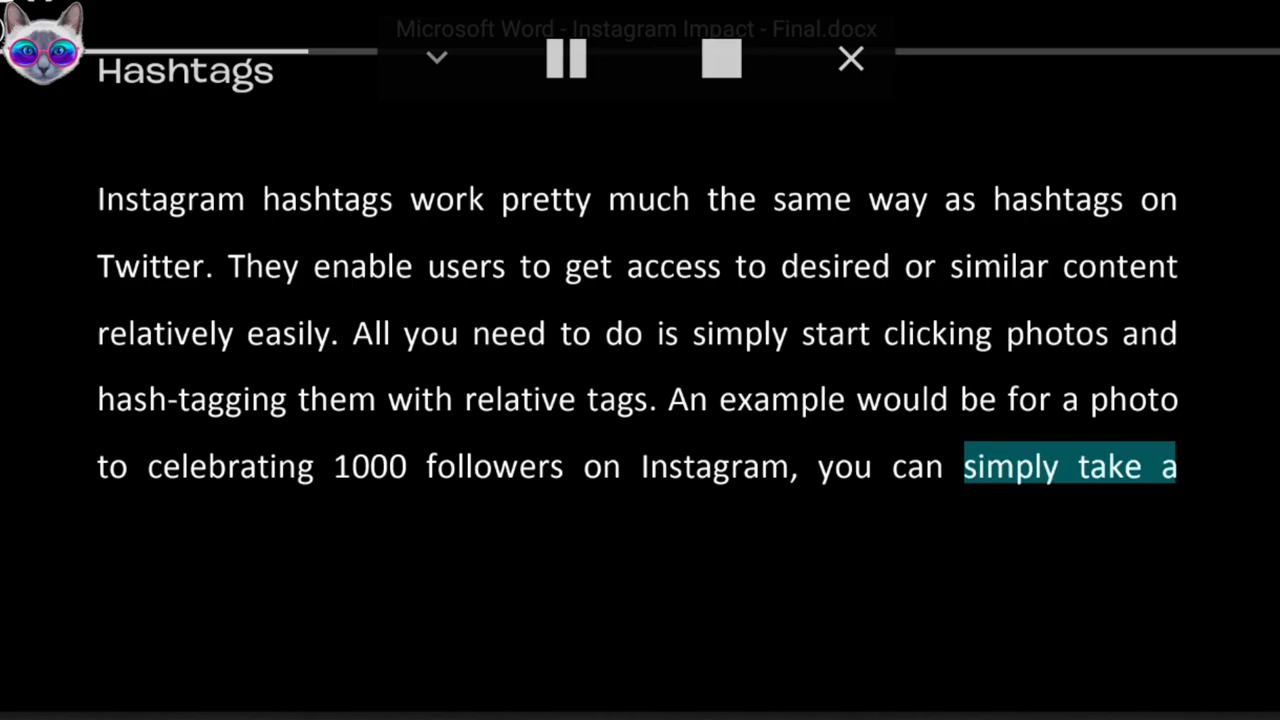 Microsoft Word - Instagram Impact - Final.docx
Hashtags
Instagram hashtags work pretty much the same way as hashtags on
Twitter. They enable users to get access to desired or similar content
relatively easily. All you need to do is simply start clicking photos and
hash-tagging them with relative tags. An example would be for a photo
to celebrating 1000 followers on Instagram, you can simply take a